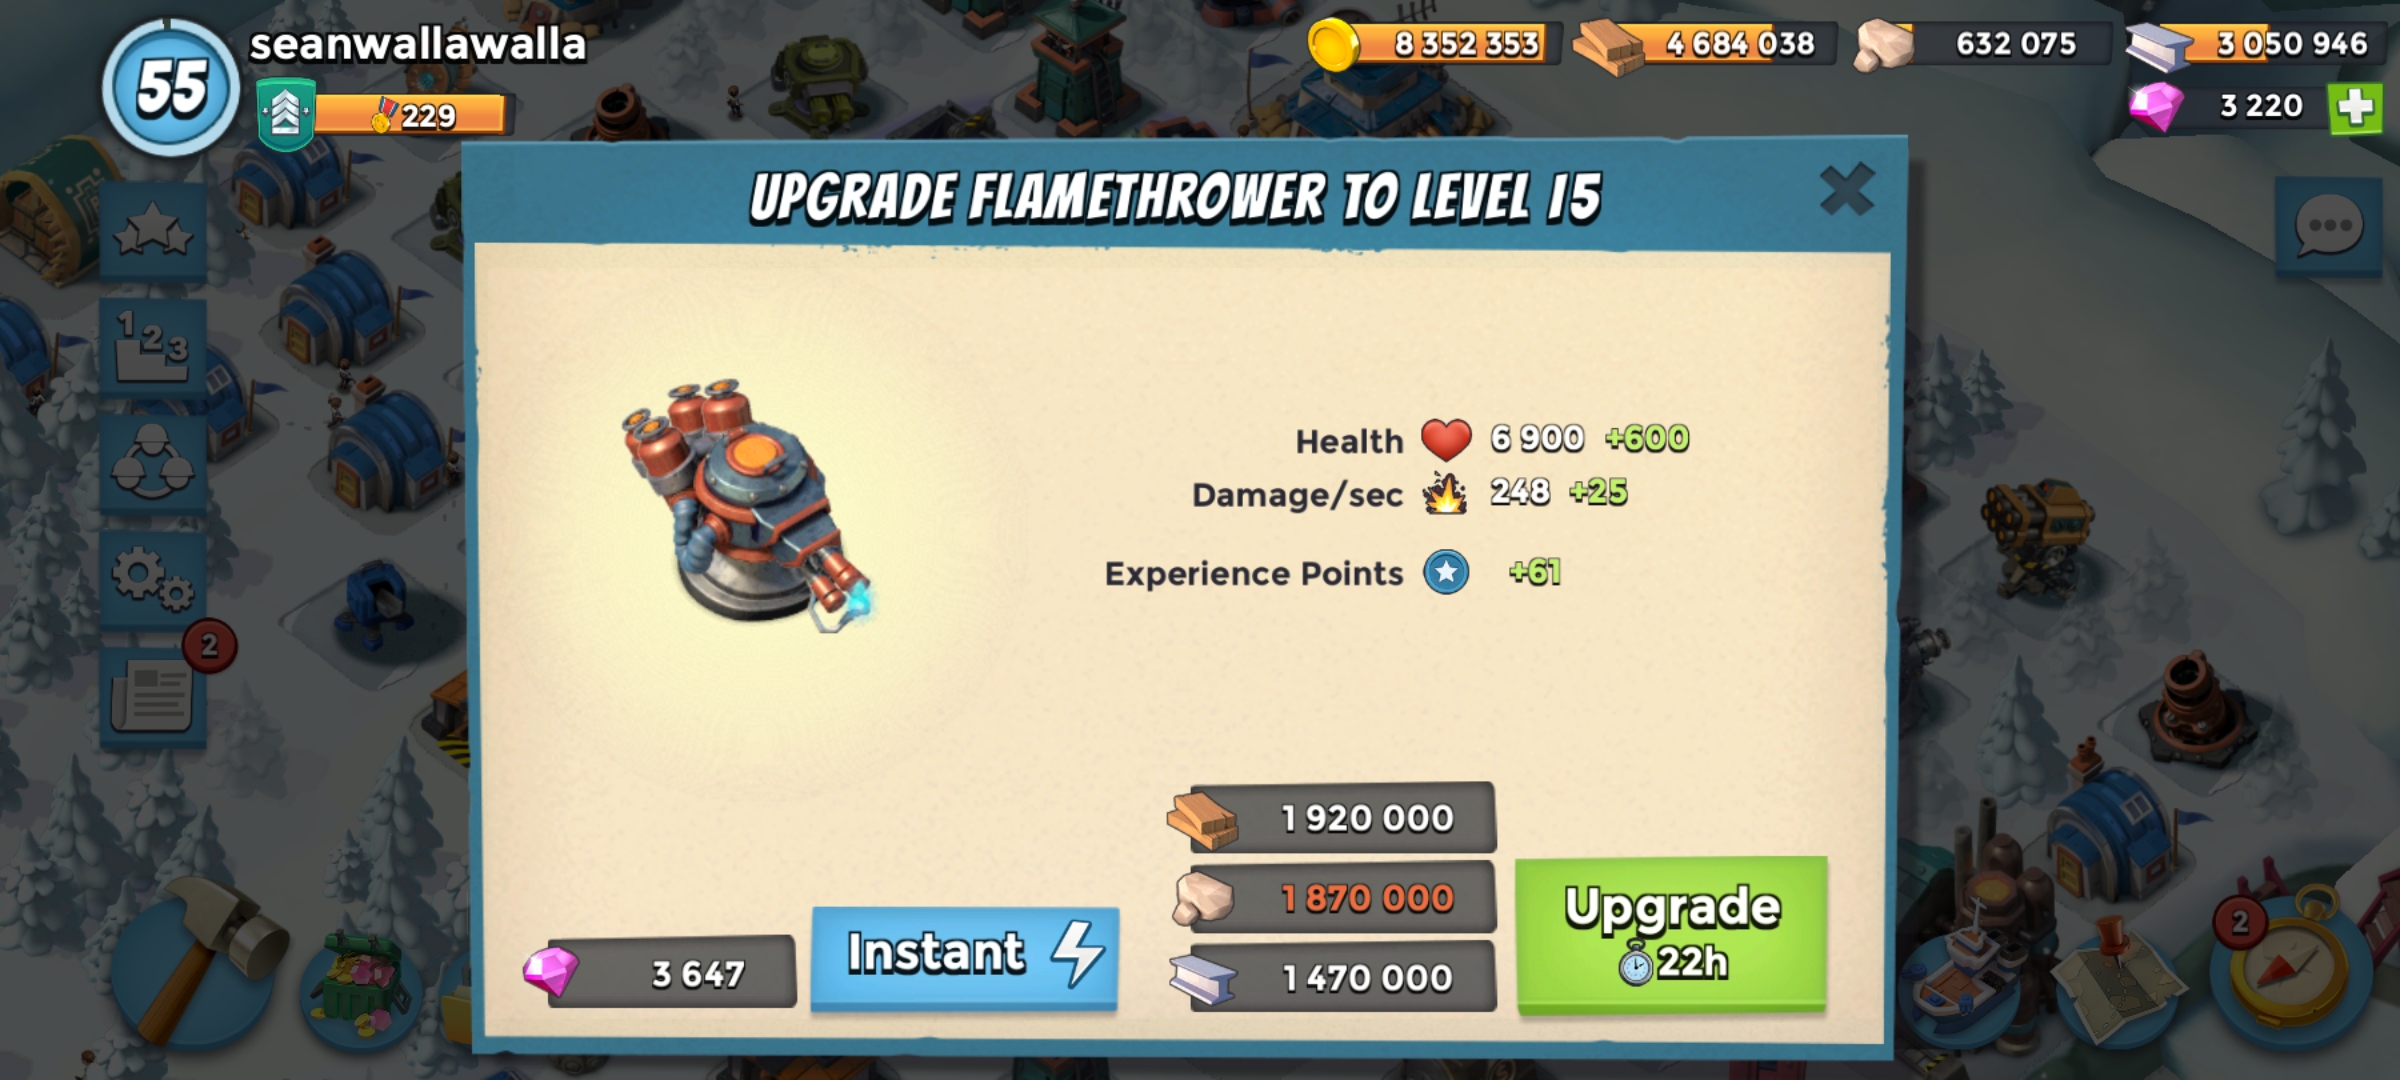 55
seanwallawalla
229
8 352 353
4 684 038
632 075
3 050 946
3 220
UPGRADE FLAMETHROWER TO LEVEL 15
1 2 3
2
Health 6 900 +600
Damage/sec 248 +25
Experience Points +61
1 920 000
1 870 000
1 470 000
3 647
Instant
Upgrade
22h
2